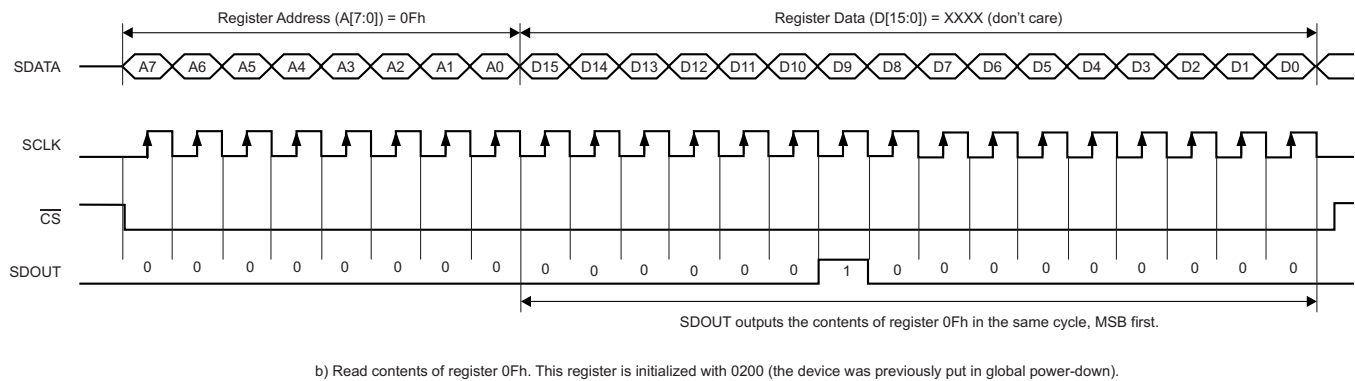 Register Address (A[7:0]) = 0Fh Register Data (D[15:0]) = XXXX (don’t care)
SDATA A7 A6 A5 A4 A3 A2 A1 A0 D15 D14 D13 D12 D11 D10 D9 D8 D7 D6 D5 D4 D3 D2 D1 D0
SCLK
CS
SDOUT 0 0 0 0 0 0 0 0 0 0 0 0 0 0 1 0 0 0 0 0 0 0 0 0
SDOUT outputs the contents of register 0Fh in the same cycle, MSB first.
b) Read contents of register 0Fh. This register is initialized with 0200 (the device was previously put in global power-down).